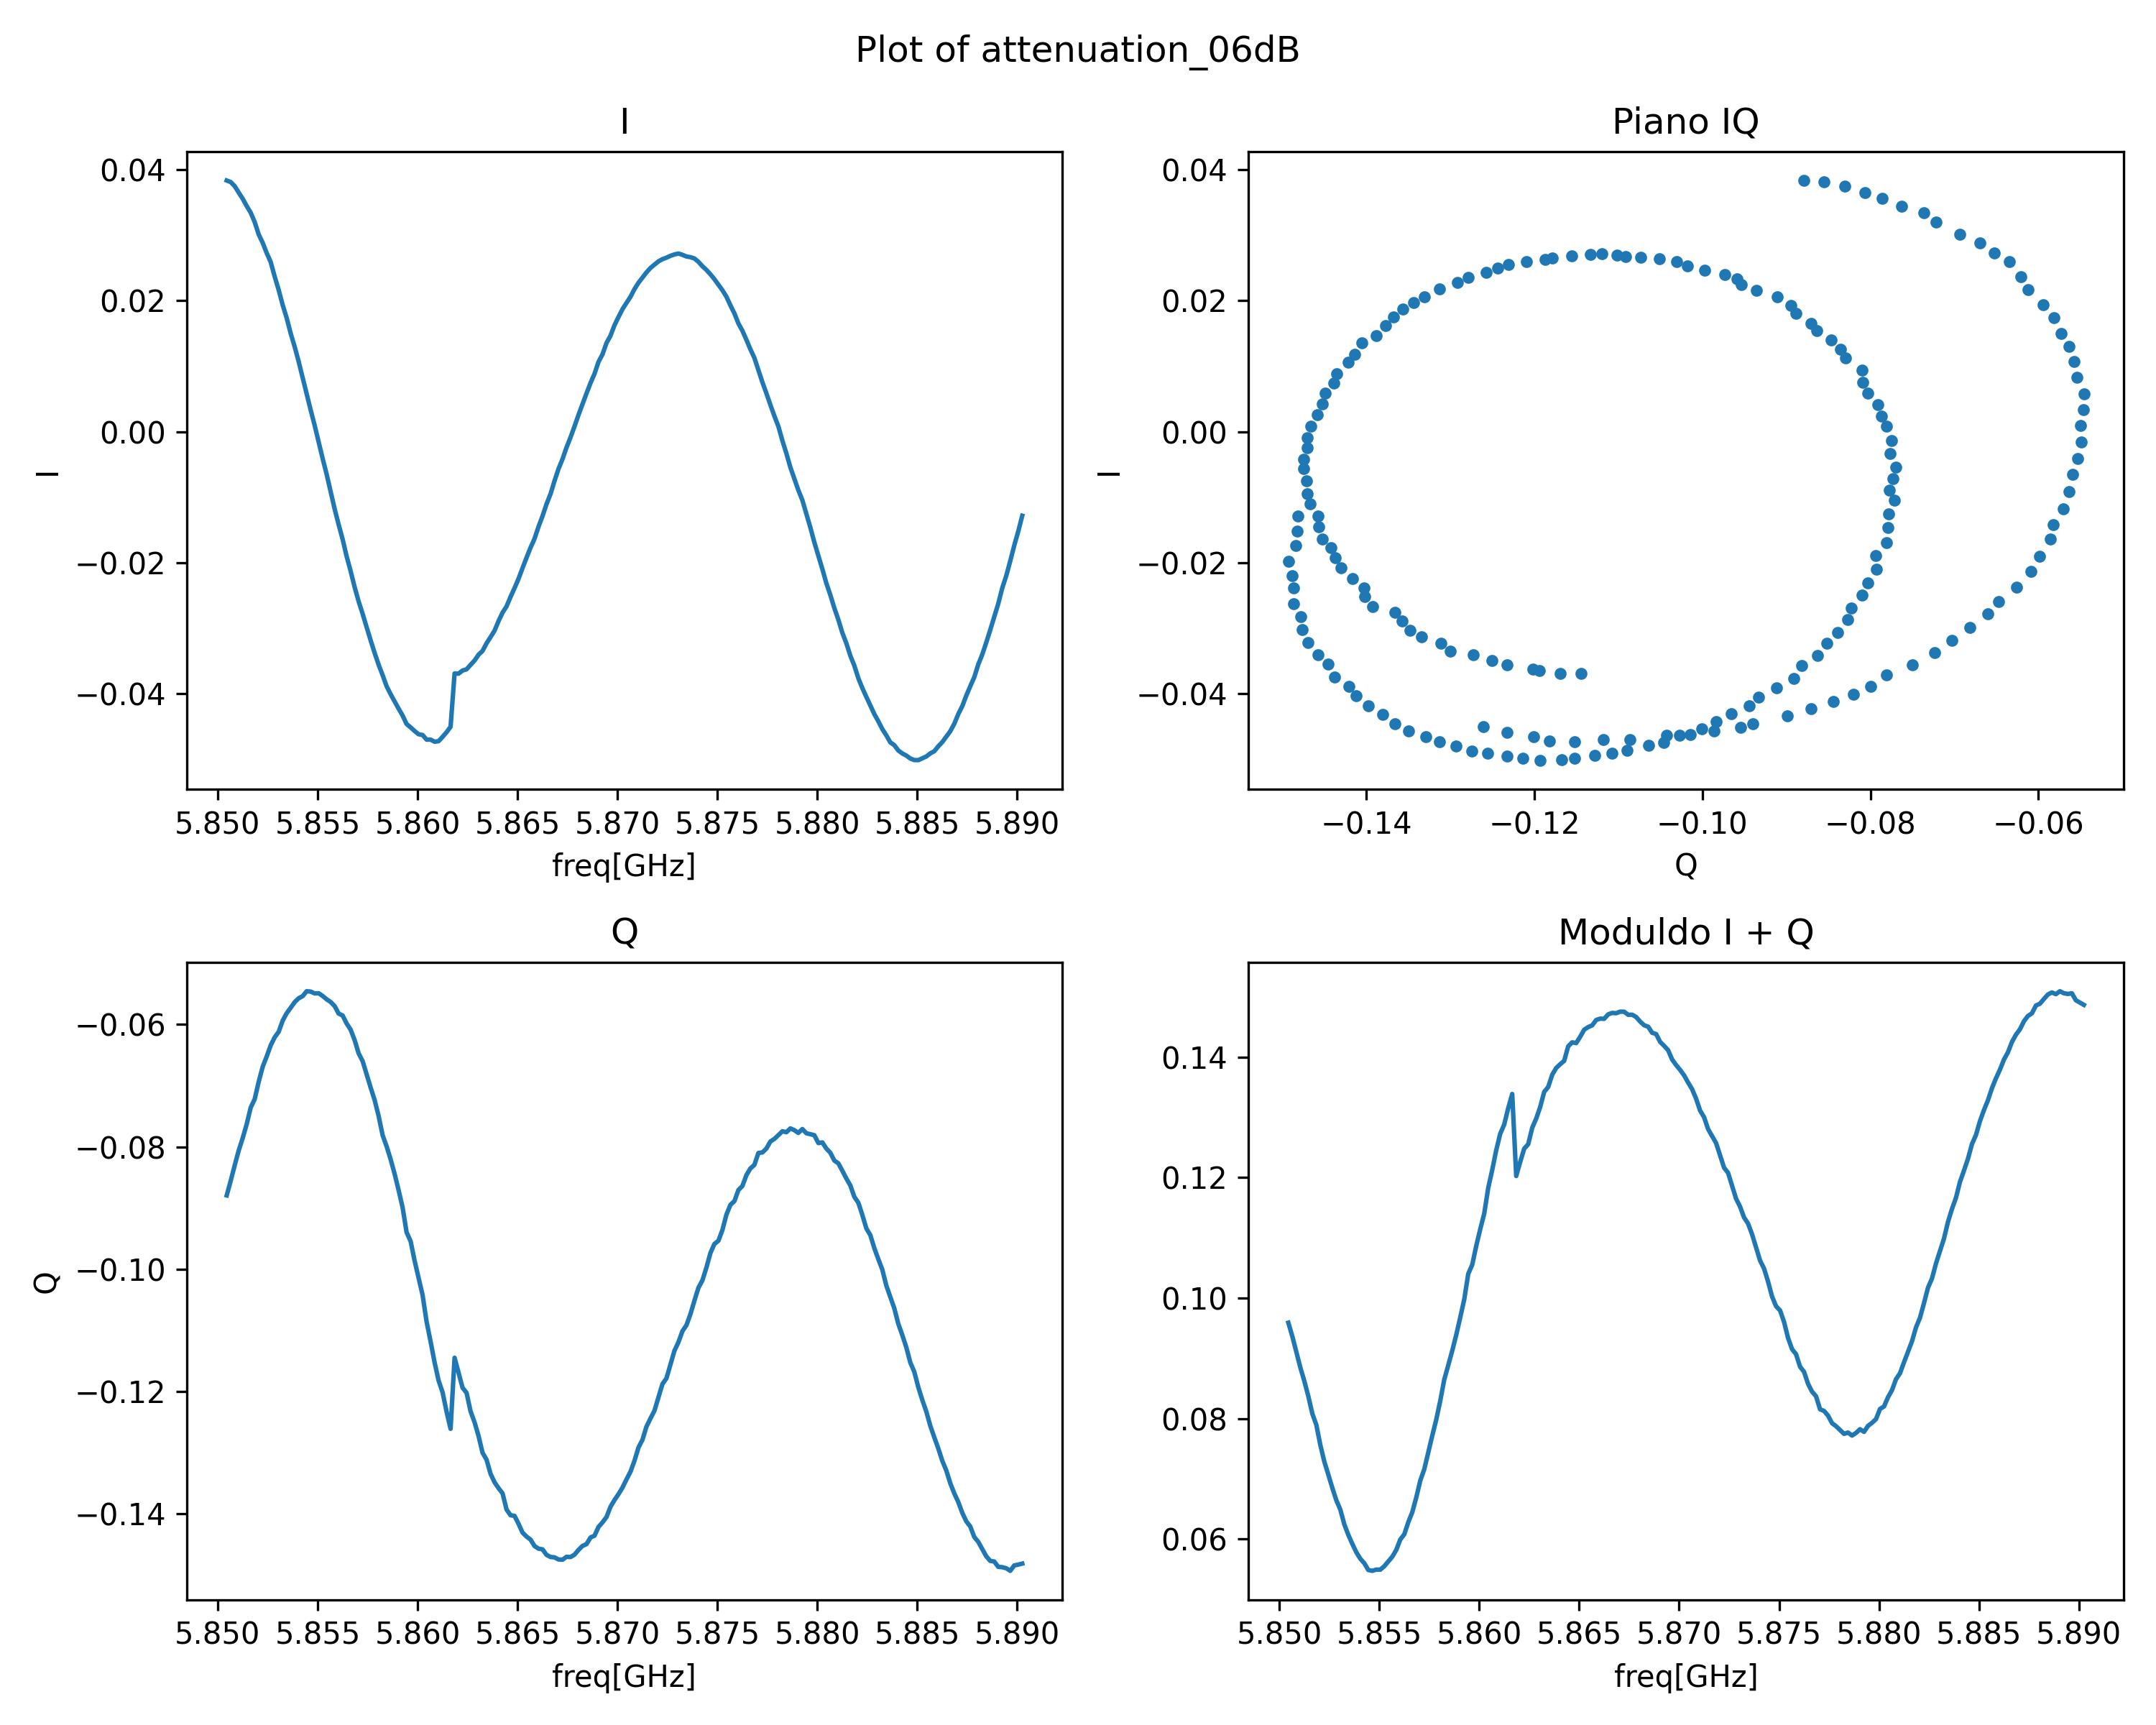 Plot of attenuation_06dB
I
0.04
0.02
0.00
−0.02
−0.04
I
5.850 5.855 5.860 5.865 5.870 5.875 5.880 5.885 5.890
freq[GHz]
Piano IQ
0.04
0.02
0.00
−0.02
−0.04
I
−0.14 −0.12 −0.10 −0.08 −0.06
Q
Q
−0.06
−0.08
−0.10
−0.12
−0.14
Q
5.850 5.855 5.860 5.865 5.870 5.875 5.880 5.885 5.890
freq[GHz]
Moduldo I + Q
0.14
0.12
0.10
0.08
0.06
5.850 5.855 5.860 5.865 5.870 5.875 5.880 5.885 5.890
freq[GHz]